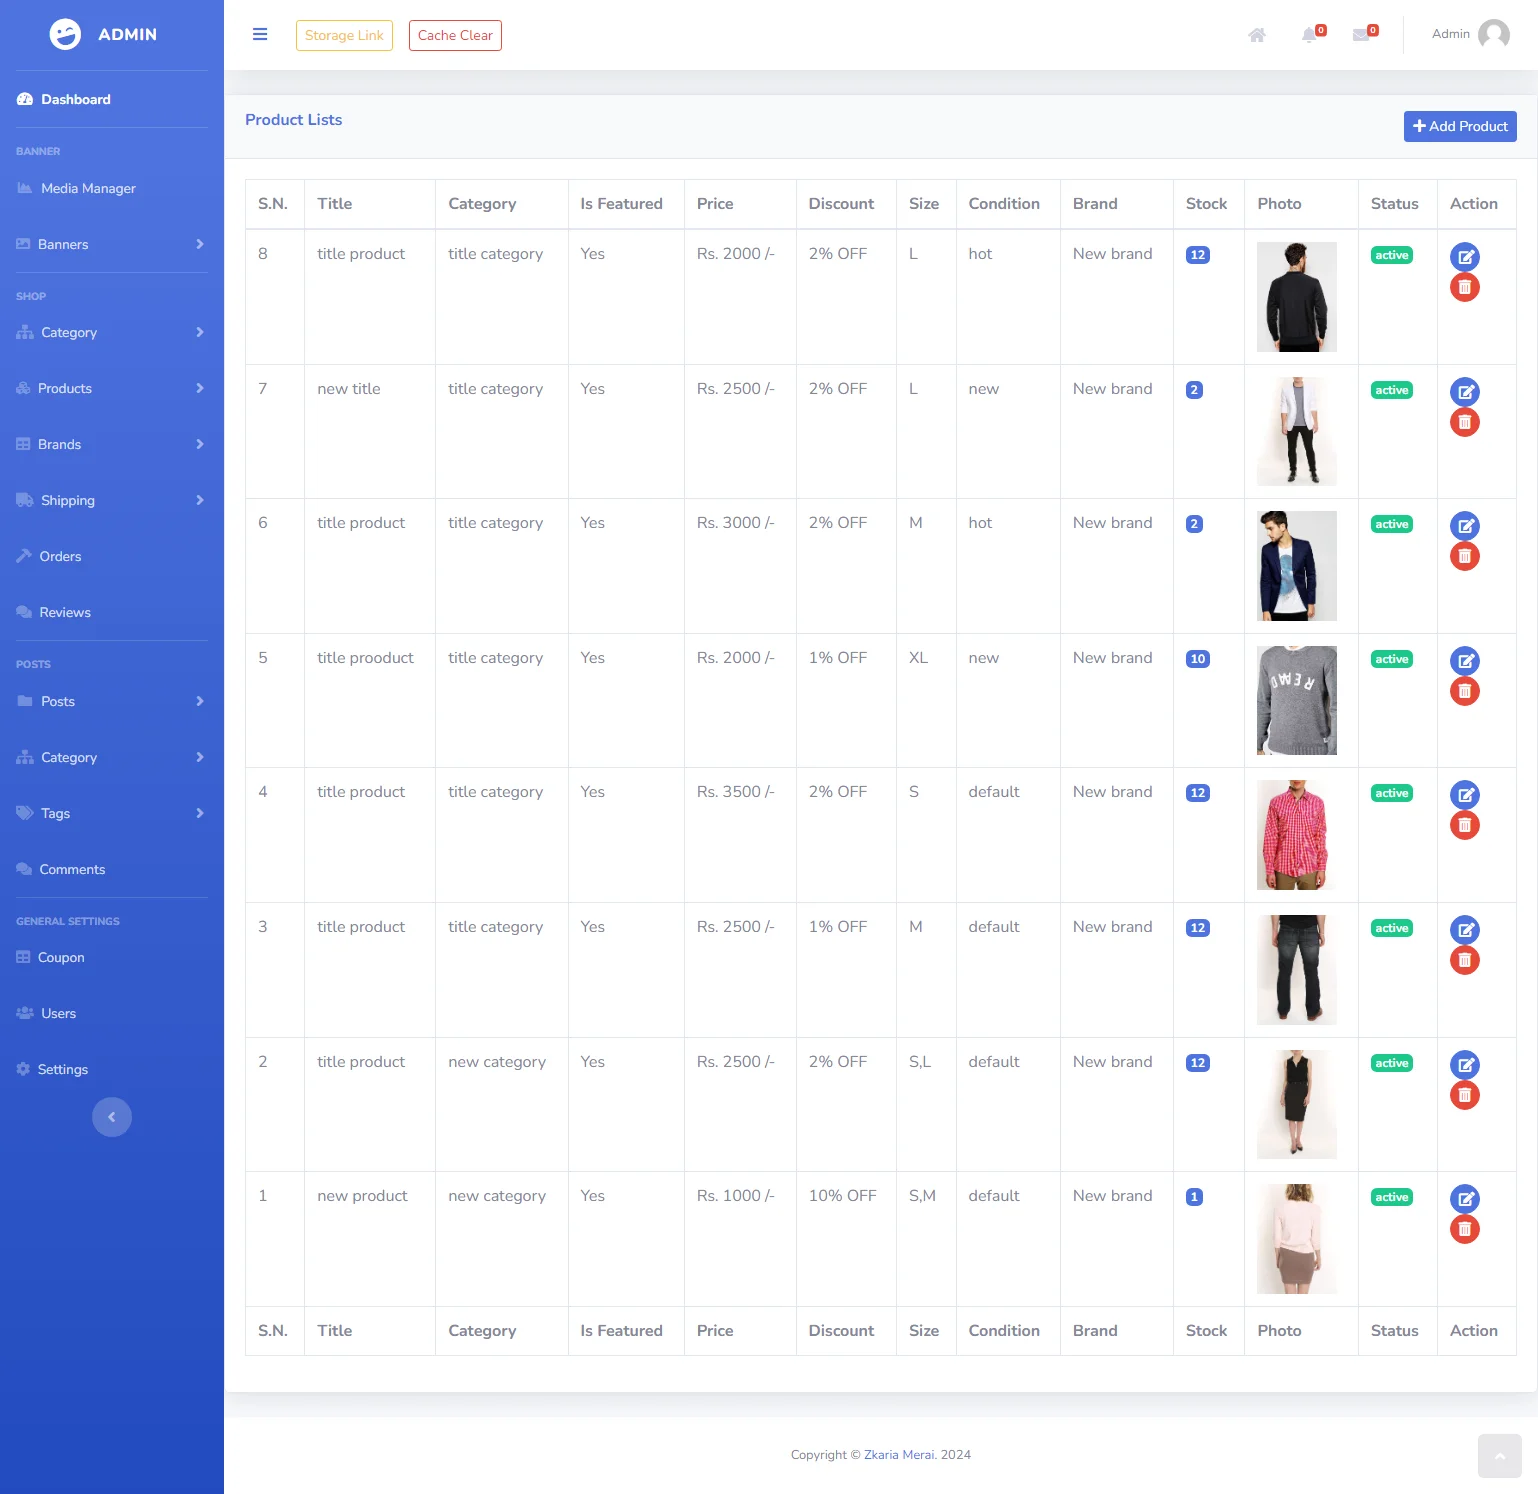 ADMIN
Dashboard
BANNER
Media Manager
Banners
SHOP
Category
Products
Brands
Shipping
Orders
Reviews
POSTS
Posts
Category
Tags
Comments
GENERAL SETTINGS
Coupon
Users
Settings
Storage Link Cache Clear 0 0 Admin
Product Lists
Add Product
S.N. Title Category Is Featured Price Discount Size Condition Brand Stock Photo Status Action
8 title product title category Yes Rs. 2000 /- 2% OFF L hot New brand 12 active
7 new title title category Yes Rs. 2500 /- 2% OFF L new New brand 2 active
6 title product title category Yes Rs. 3000 /- 2% OFF M hot New brand 2 active
5 title prooduct title category Yes Rs. 2000 /- 1% OFF XL new New brand 10 active
4 title product title category Yes Rs. 3500 /- 2% OFF S default New brand 12 active
3 title product title category Yes Rs. 2500 /- 1% OFF M default New brand 12 active
2 title product new category Yes Rs. 2500 /- 2% OFF S,L default New brand 12 active
1 new product new category Yes Rs. 1000 /- 10% OFF S,M default New brand 1 active
S.N. Title Category Is Featured Price Discount Size Condition Brand Stock Photo Status Action
Copyright © Zkaria Merai. 2024